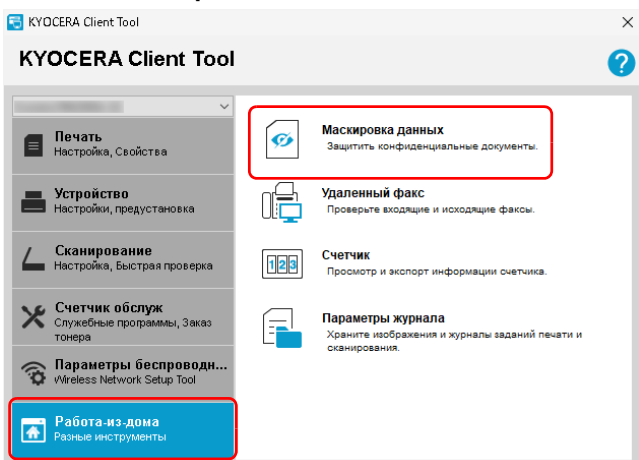 KYOCERA Client Tool
KYOCERA Client Tool
Печать
Настройка, Свойства
Устройство
Настройки, предустановка
Сканирование
Настройка, Быстрая проверка
Счетчик обслуж
Служебные программы, Заказ
тонера
Параметры беспроводн...
Wireless Network Setup Tool
Работа-из-дома
Разные инструменты
Маскировка данных
Защитить конфиденциальные документы.
Удаленный факс
Проверьте входящие и исходящие факсы.
123
Счетчик
Просмотр и экспорт информации счетчика.
Параметры журнала
Храните изображения и журналы заданий печати и
сканирования.